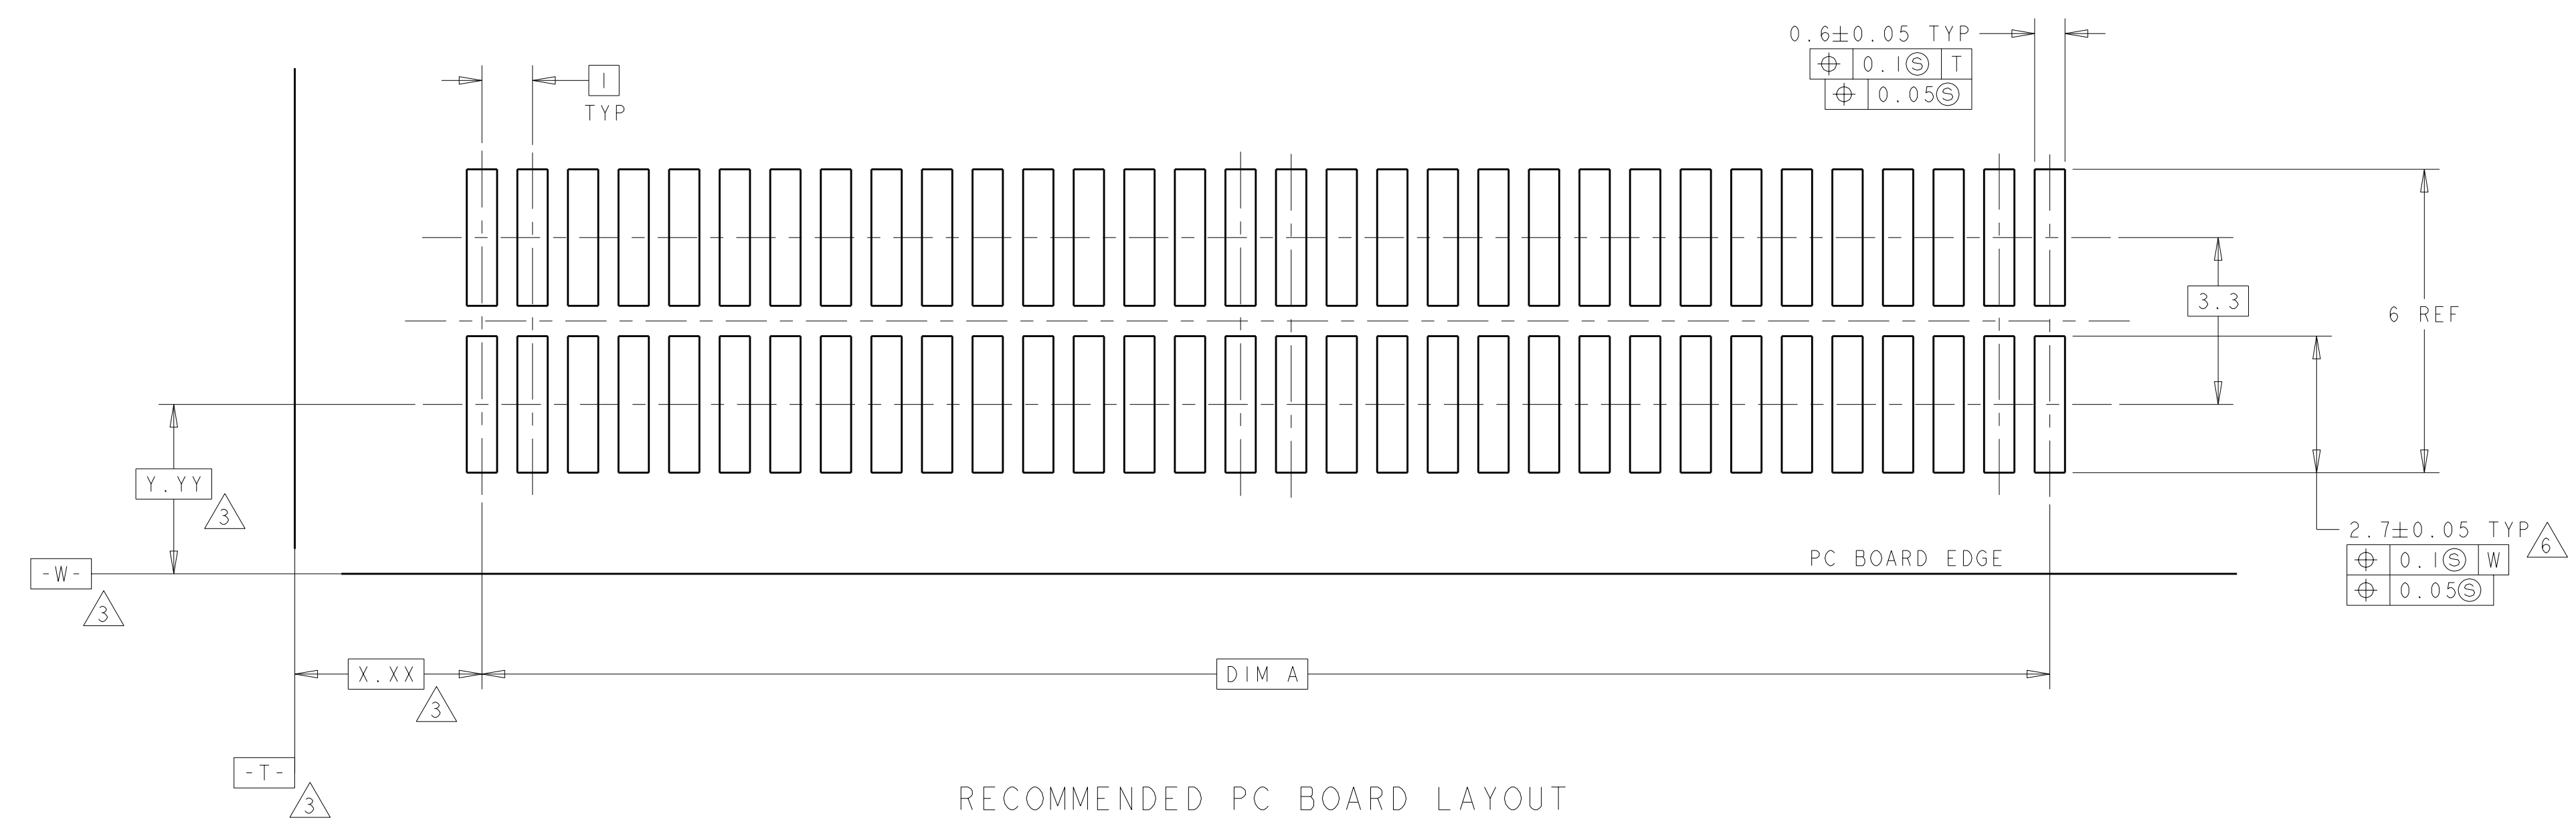 0.6±0.05 TYP
⌖ 0.1Ⓢ T
⌖ 0.05Ⓢ
1
TYP
3.3
6 REF
Y.YY
3
2.7±0.05 TYP 6
⌖ 0.1Ⓢ W
⌖ 0.05Ⓢ
PC BOARD EDGE
-W-
3
X.XX
3
DIM A
-T-
3
RECOMMENDED PC BOARD LAYOUT